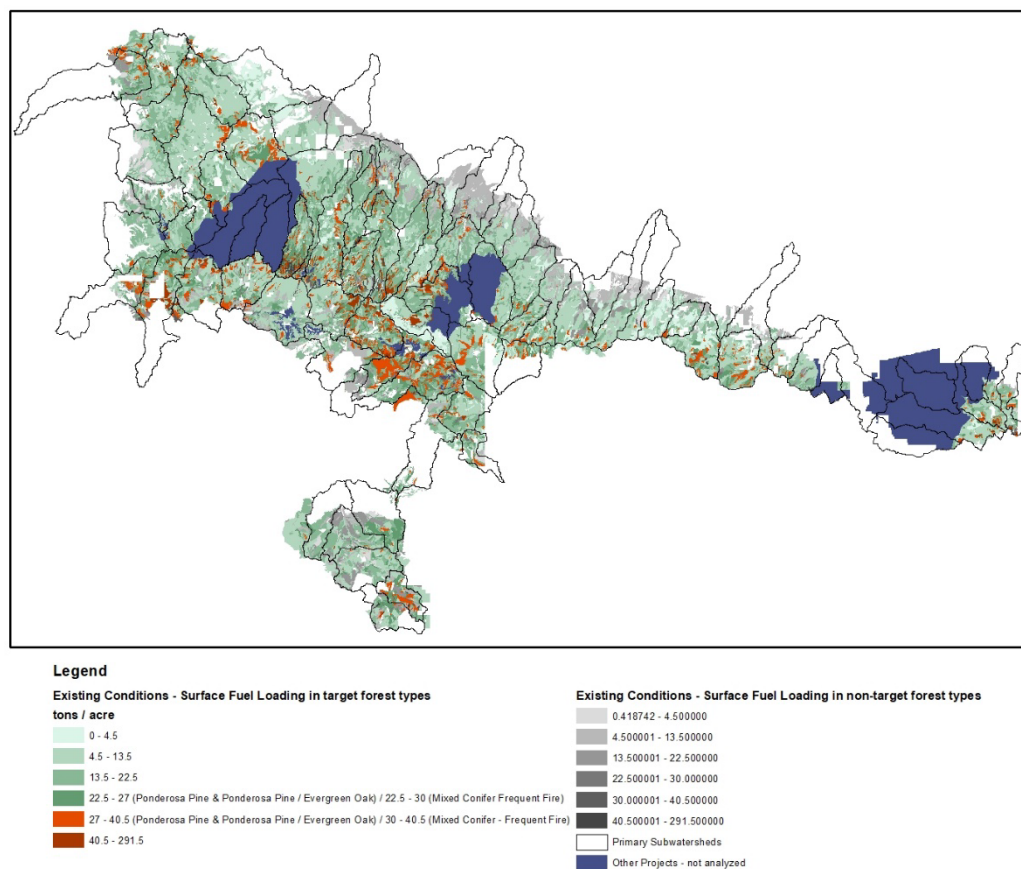 Legend
Existing Conditions - Surface Fuel Loading in target forest types
tons / acre
0 - 4.5
4.5 - 13.5
13.5 - 22.5
22.5 - 27 (Ponderosa Pine & Ponderosa Pine / Evergreen Oak) / 22.5 - 30 (Mixed Conifer Frequent Fire)
27 - 40.5 (Ponderosa Pine & Ponderosa Pine / Evergreen Oak) / 30 - 40.5 (Mixed Conifer - Frequent Fire)
40.5 - 291.5
Existing Conditions - Surface Fuel Loading in non-target forest types
0.418742 - 4.500000
4.500001 - 13.500000
13.500001 - 22.500000
22.500001 - 30.000000
30.000001 - 40.500000
40.500001 - 291.500000
Primary Subwatersheds
Other Projects - not analyzed